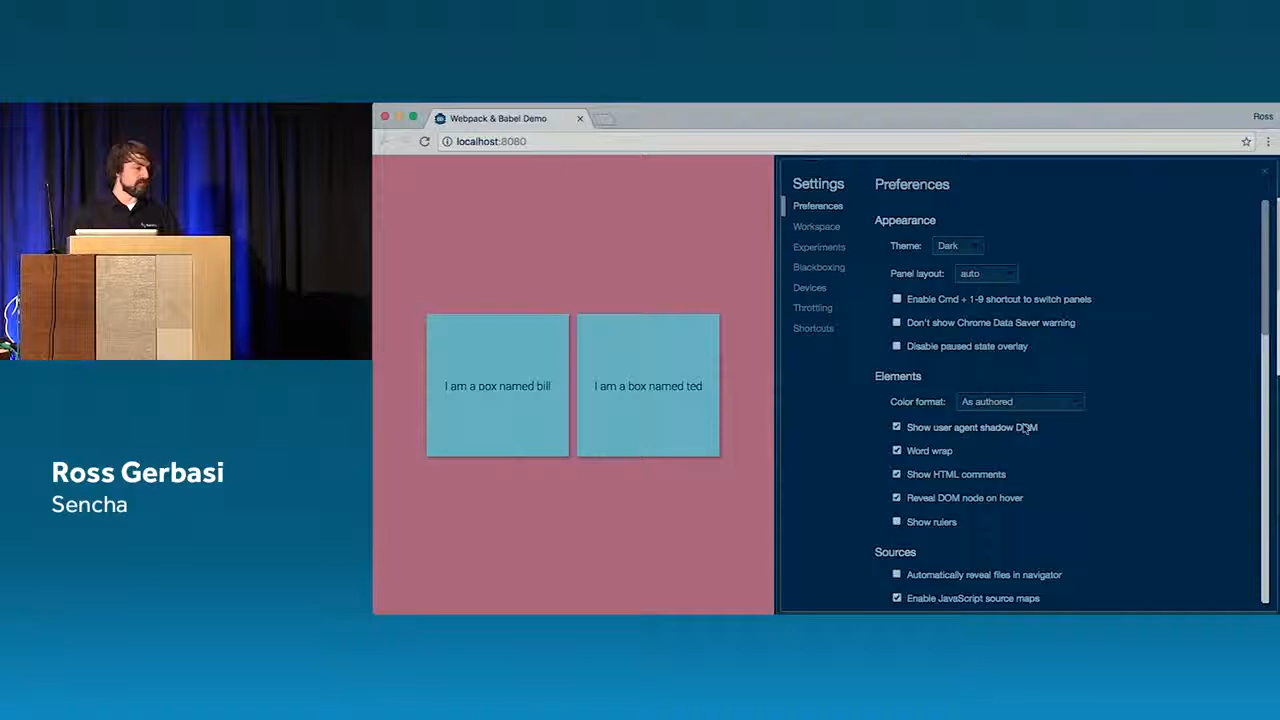 Webpack & Babel Demo
Ross
localhost:8080
I am a box named bill
I am a box named ted
Settings
Preferences
Workspace
Experiments
Blackboxing
Devices
Throttling
Shortcuts
Preferences
Appearance
Theme: Dark
Panel layout: auto
Enable Cmd + 1-9 shortcut to switch panels
Don't show Chrome Data Saver warning
Disable paused state overlay
Elements
Color format: As authored
Show user agent shadow DOM
Word wrap
Show HTML comments
Reveal DOM node on hover
Show rulers
Sources
Automatically reveal files in navigator
Enable JavaScript source maps
Ross Gerbasi
Sencha